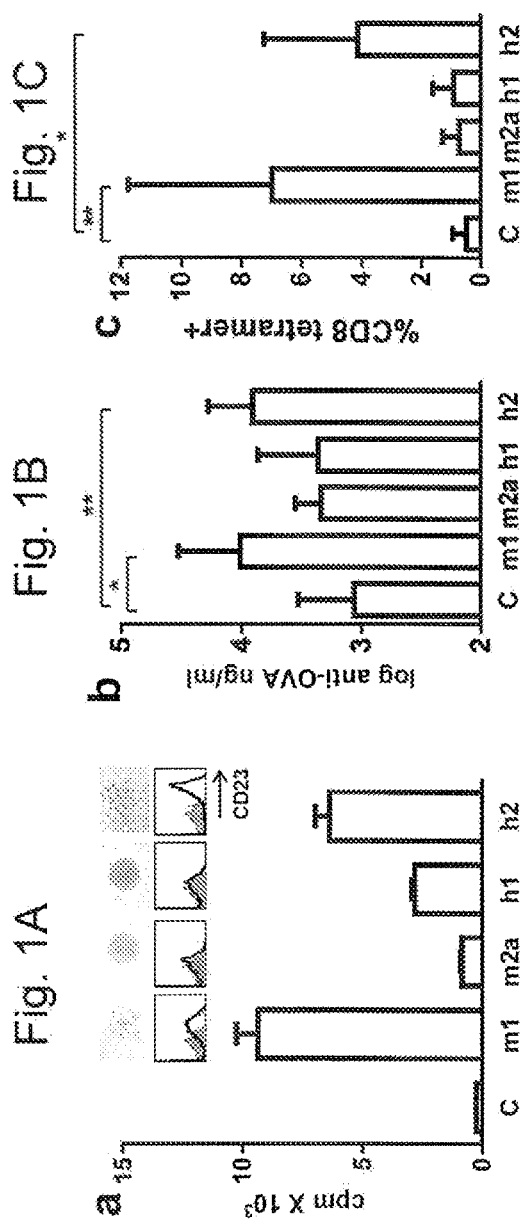 Fig. 1A
a
15
10
5
0
cpm X 10³
CD23
C
m1
m2a
h1
h2
Fig. 1B
b
5
4
3
2
log anti-OVA ng/ml
*
**
C
m1
m2a
h1
h2
Fig. 1C
c
12
10
8
6
4
2
0
%CD8 tetramer+
**
*
C
m1
m2a
h1
h2